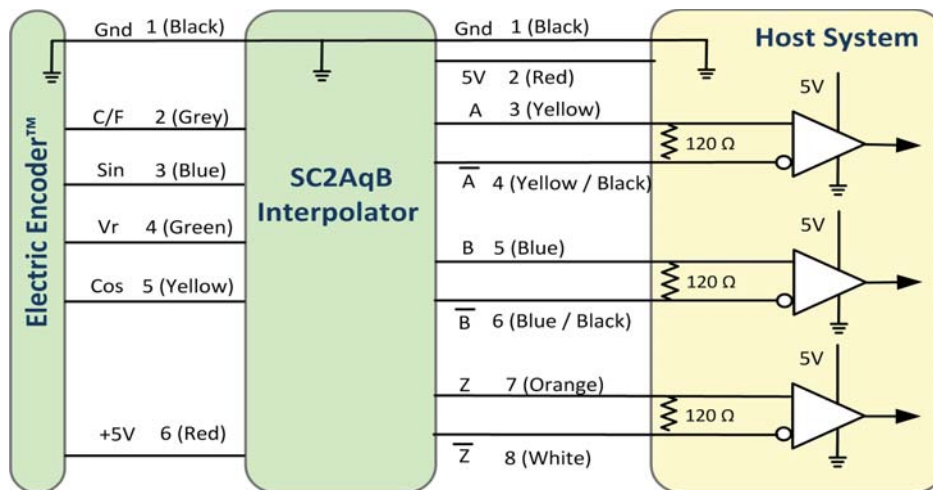 Electric Encoder™
Gnd 1 (Black)
C/F 2 (Grey)
Sin 3 (Blue)
Vr 4 (Green)
Cos 5 (Yellow)
+5V 6 (Red)
SC2AqB
Interpolator
Gnd 1 (Black)
5V 2 (Red)
A 3 (Yellow)
A̅ 4 (Yellow / Black)
B 5 (Blue)
B̅ 6 (Blue / Black)
Z 7 (Orange)
Z̅ 8 (White)
Host System
5V
120 Ω
5V
120 Ω
5V
120 Ω